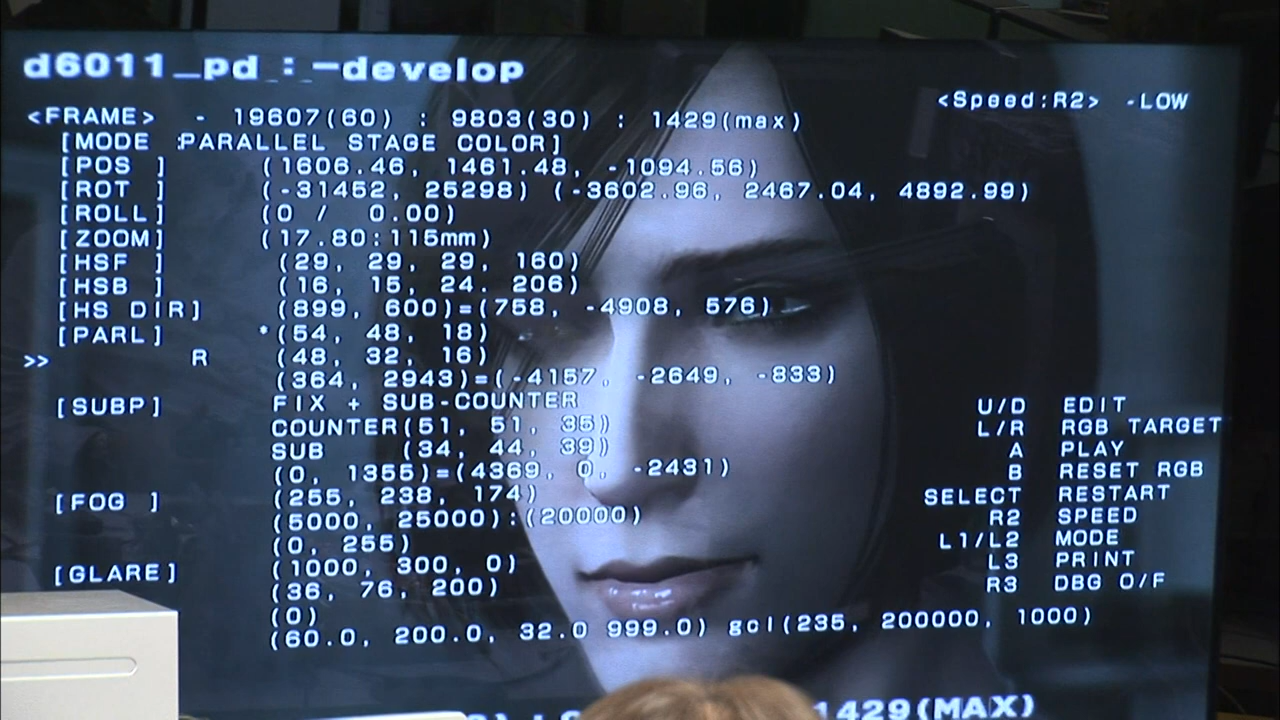 d6011_pd : -develop
<Speed:R2> -LOW
<FRAME> - 19607(60) : 9803(30) : 1429(max)
[MODE :PARALLEL STAGE COLOR]
[POS ] (1606.46, 1461.48, -1094.56)
[ROT ] (-31452, 25298) (-3602.96, 2467.04, 4892.99)
[ROLL] (0 / 0.00)
[ZOOM] (17.80:115mm)
[HSF ] (29, 29, 29, 160)
[HSB ] (16, 15, 24. 206)
[HS DIR] (899, 600)=(758, -4908, 576)
[PARL] *(54, 48, 18)
>> R (48, 32, 16)
(364, 2943)=(-4157, -2649, -833)
[SUBP] FIX + SUB-COUNTER
COUNTER(51, 51, 35)
SUB (34, 44, 39)
(0, 1355)=(4369, 0, -2431)
[FOG ] (255, 238, 174)
(5000, 25000):(20000)
(0, 255)
[GLARE] (1000, 300, 0)
(36, 76, 200)
(0)
(60.0, 200.0, 32.0 999.0) gcl(235, 200000, 1000)
U/D EDIT
L/R RGB TARGET
A PLAY
B RESET RGB
SELECT RESTART
R2 SPEED
L1/L2 MODE
L3 PRINT
R3 DBG O/F
1429(MAX)